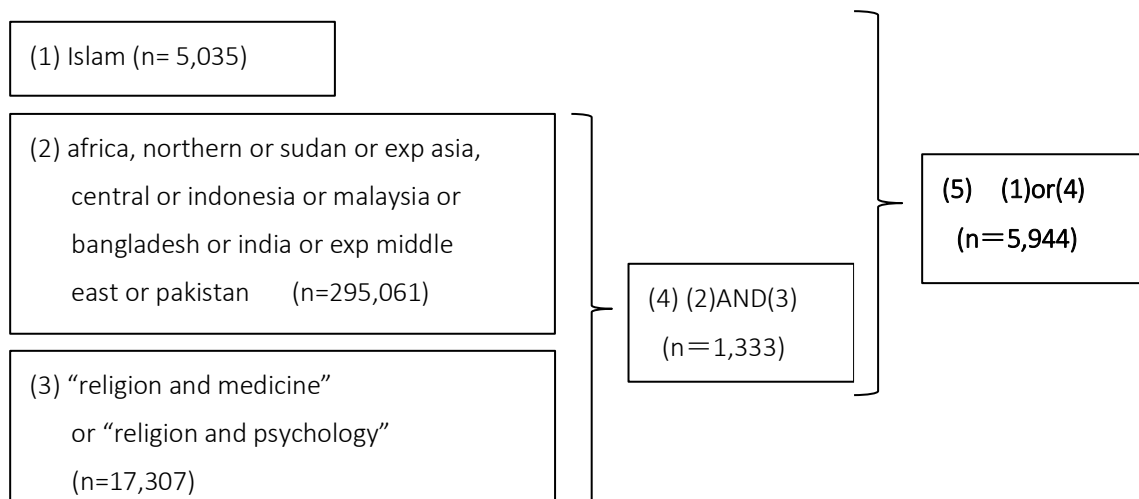 (1) Islam (n= 5,035)
(2) africa, northern or sudan or exp asia,
central or indonesia or malaysia or
bangladesh or india or exp middle
east or pakistan (n=295,061)
(3) “religion and medicine”
or “religion and psychology”
(n=17,307)
(4) (2)AND(3)
(n＝1,333)
(5) (1)or(4)
(n＝5,944)